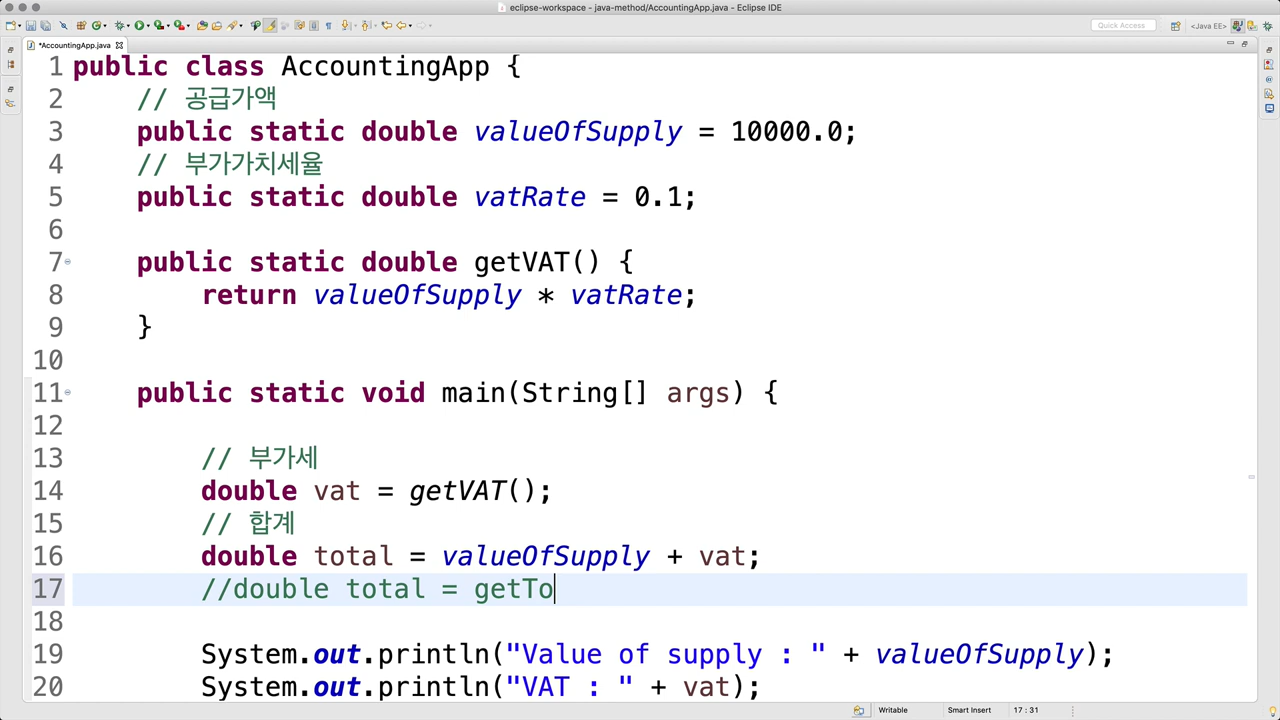 eclipse-workspace - java-method/AccountingApp.java - Eclipse IDE
Quick Access
<Java EE>
*AccountingApp.java
1 public class AccountingApp {
2 // 공급가액
3 public static double valueOfSupply = 10000.0;
4 // 부가가치세율
5 public static double vatRate = 0.1;
6
7 public static double getVAT() {
8 return valueOfSupply * vatRate;
9 }
10
11 public static void main(String[] args) {
12
13 // 부가세
14 double vat = getVAT();
15 // 합계
16 double total = valueOfSupply + vat;
17 //double total = getTo
18
19 System.out.println("Value of supply : " + valueOfSupply);
20 System.out.println("VAT : " + vat);
Writable
Smart Insert
17 : 31